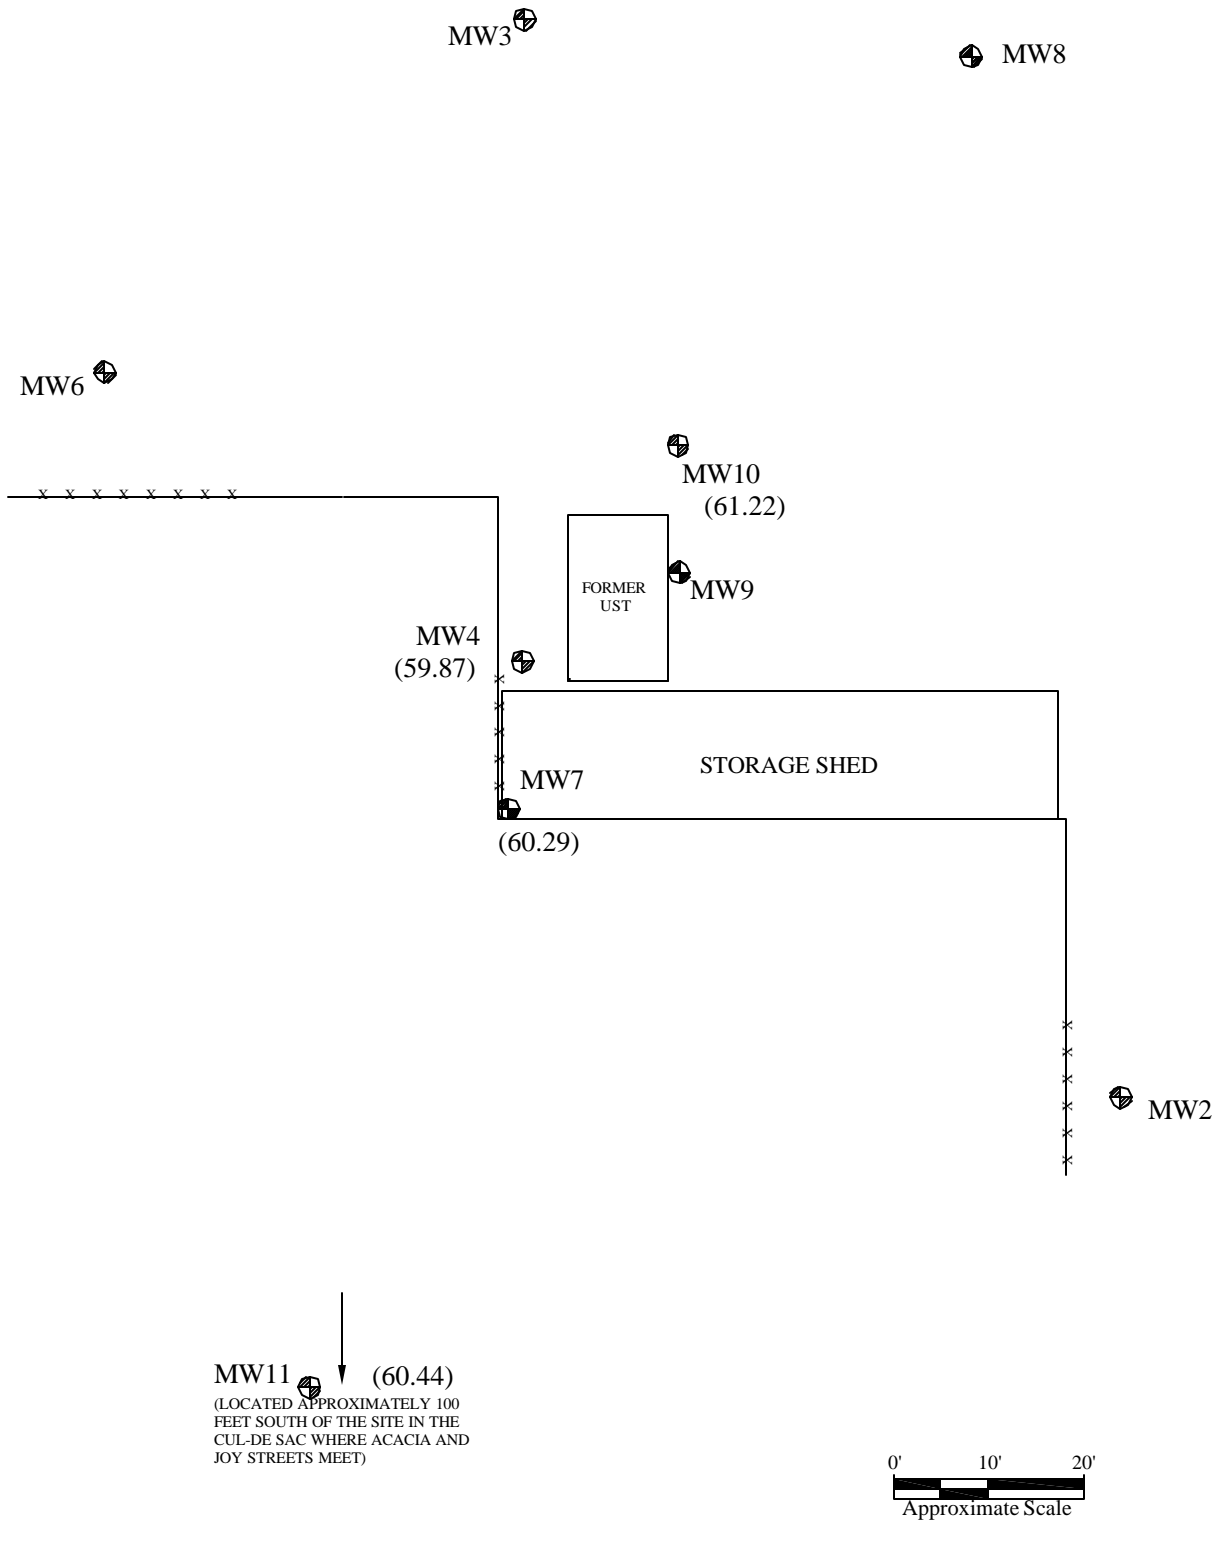 MW3
MW8
MW6
MW10
(61.22)
x x x x x x x x
FORMER
UST
MW9
MW4
(59.87)
x
x
x
x
x
STORAGE SHED
MW7
(60.29)
x
x
x
x
x
x
MW2
MW11 (60.44)
(LOCATED APPROXIMATELY 100
FEET SOUTH OF THE SITE IN THE
CUL-DE SAC WHERE ACACIA AND
JOY STREETS MEET)
0' 10' 20'
Approximate Scale